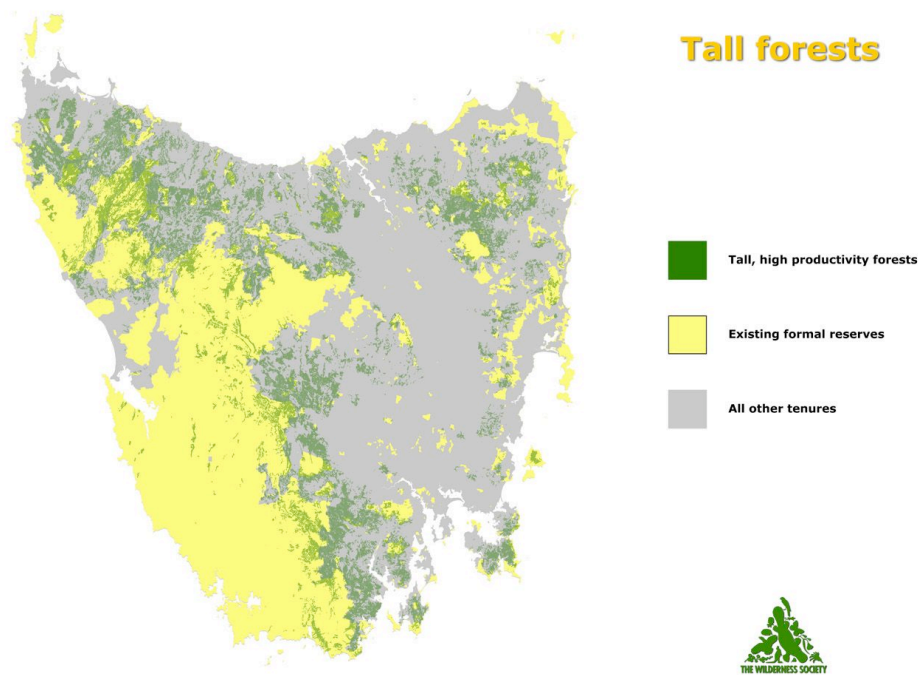 Tall forests
Tall, high productivity forests
Existing formal reserves
All other tenures
THE WILDERNESS SOCIETY